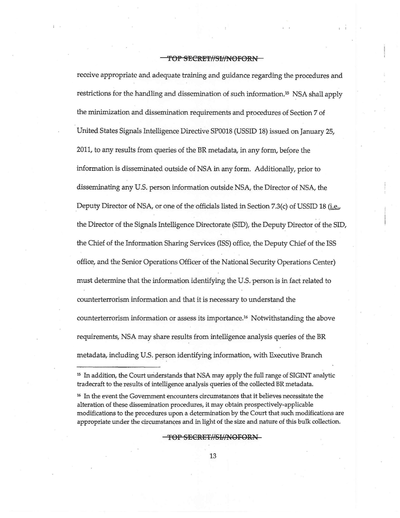 TOP SECRET//SI//NOFORN
receive appropriate and adequate training and guidance regarding the procedures and
restrictions for the handling and dissemination of such information.¹⁵ NSA shall apply
the minimization and dissemination requirements and procedures of Section 7 of
United States Signals Intelligence Directive SP0018 (USSID 18) issued on January 25,
2011, to any results from queries of the BR metadata, in any form, before the
information is disseminated outside of NSA in any form. Additionally, prior to
disseminating any U.S. person information outside NSA, the Director of NSA, the
Deputy Director of NSA, or one of the officials listed in Section 7.3(c) of USSID 18 (i.e.,
the Director of the Signals Intelligence Directorate (SID), the Deputy Director of the SID,
the Chief of the Information Sharing Services (ISS) office, the Deputy Chief of the ISS
office, and the Senior Operations Officer of the National Security Operations Center)
must determine that the information identifying the U.S. person is in fact related to
counterterrorism information and that it is necessary to understand the
counterterrorism information or assess its importance.¹⁶ Notwithstanding the above
requirements, NSA may share results from intelligence analysis queries of the BR
metadata, including U.S. person identifying information, with Executive Branch
¹⁵ In addition, the Court understands that NSA may apply the full range of SIGINT analytic
tradecraft to the results of intelligence analysis queries of the collected BR metadata.
¹⁶ In the event the Government encounters circumstances that it believes necessitate the
alteration of these dissemination procedures, it may obtain prospectively-applicable
modifications to the procedures upon a determination by the Court that such modifications are
appropriate under the circumstances and in light of the size and nature of this bulk collection.
TOP SECRET//SI//NOFORN
13